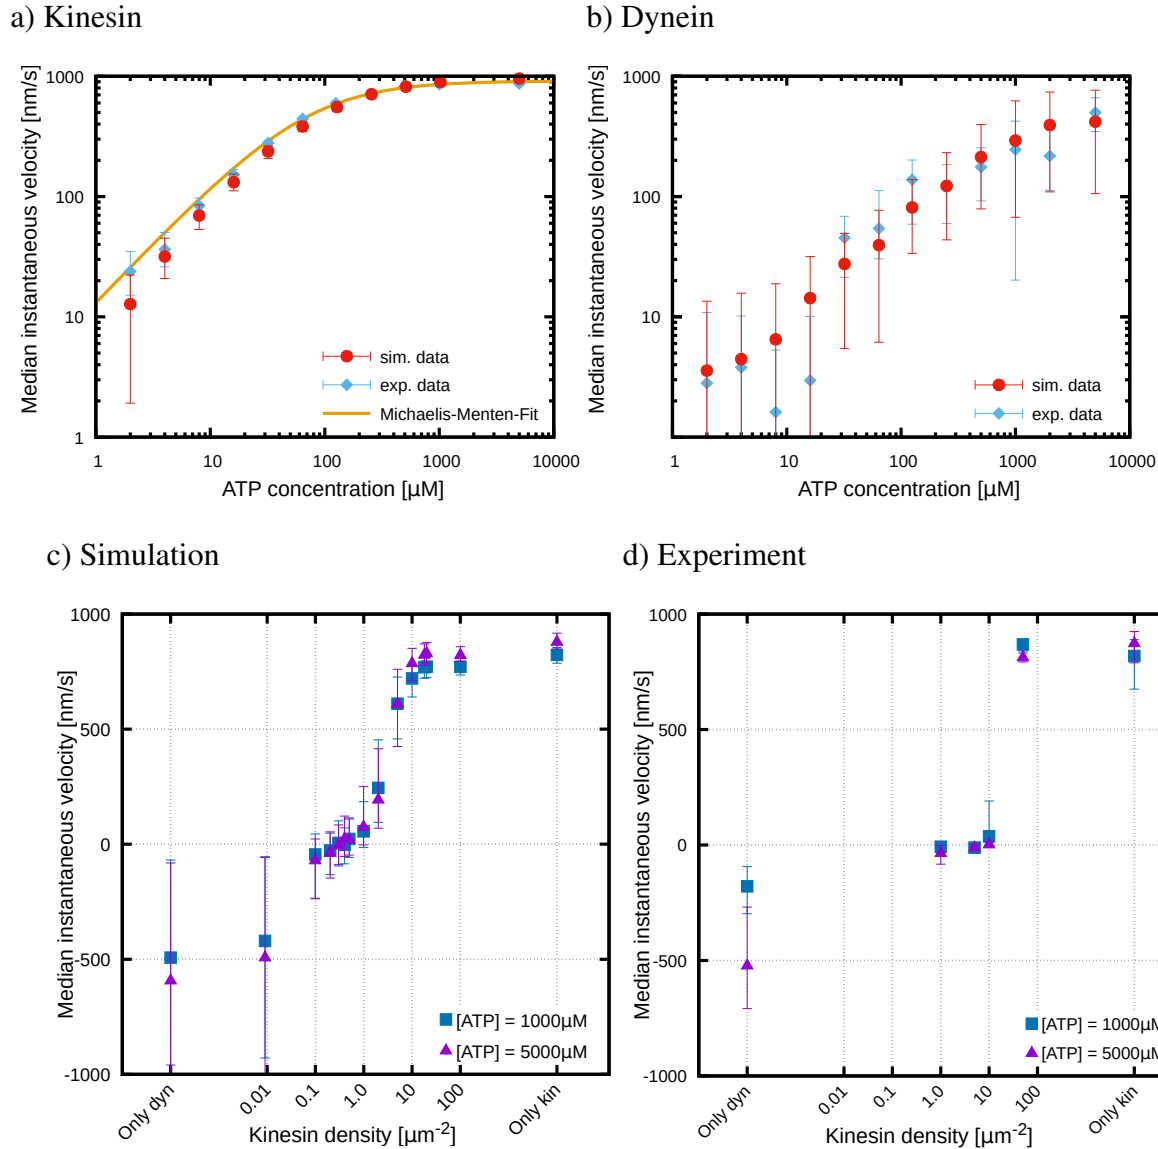 a) Kinesin
b) Dynein
Median instantaneous velocity [nm/s]
1000
100
10
1
sim. data
exp. data
Michaelis-Menten-Fit
1 10 100 1000 10000
ATP concentration [µM]
Median instantaneous velocity [nm/s]
1000
100
10
1
sim. data
exp. data
1 10 100 1000 10000
ATP concentration [µM]
c) Simulation
d) Experiment
Median instantaneous velocity [nm/s]
1000
500
0
-500
-1000
[ATP] = 1000µM
[ATP] = 5000µM
Only dyn 0.01 0.1 1.0 10 100 Only kin
Kinesin density [µm-2]
Median instantaneous velocity [nm/s]
1000
500
0
-500
-1000
[ATP] = 1000µM
[ATP] = 5000µM
Only dyn 0.01 0.1 1.0 10 100 Only kin
Kinesin density [µm-2]